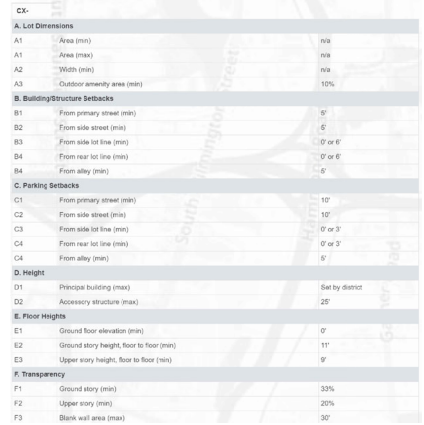 CX-
A. Lot Dimensions
A1 Area (min) n/a
A1 Area (max) n/a
A2 Width (min) n/a
A3 Outdoor amenity area (min) 10%
B. Building/Structure Setbacks
B1 From primary street (min) 5'
B2 From side street (min) 5'
B3 From side lot line (min) 0' or 6'
B4 From rear lot line (min) 0' or 6'
B4 From alley (min) 5'
C. Parking Setbacks
C1 From primary street (min) 10'
C2 From side street (min) 10'
C3 From side lot line (min) 0' or 3'
C4 From rear lot line (min) 0' or 3'
C4 From alley (min) 5'
D. Height
D1 Principal building (max) Set by district
D2 Accessory structure (max) 25'
E. Floor Heights
E1 Ground floor elevation (min) 0'
E2 Ground story height, floor to floor (min) 11'
E3 Upper story height, floor to floor (min) 9'
F. Transparency
F1 Ground story (min) 33%
F2 Upper story (min) 20%
F3 Blank wall area (max) 30'
South
Street